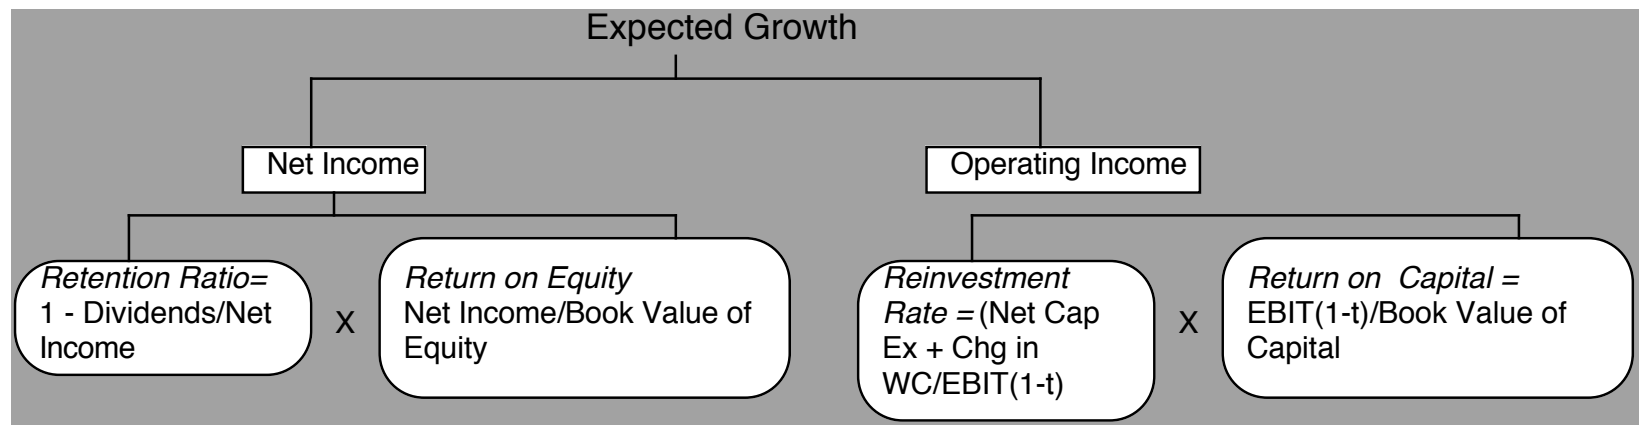 Expected Growth
Net Income
Operating Income
Retention Ratio=
1 - Dividends/Net
Income
X
Return on Equity
Net Income/Book Value of
Equity
Reinvestment
Rate = (Net Cap
Ex + Chg in
WC/EBIT(1-t)
X
Return on Capital =
EBIT(1-t)/Book Value of
Capital